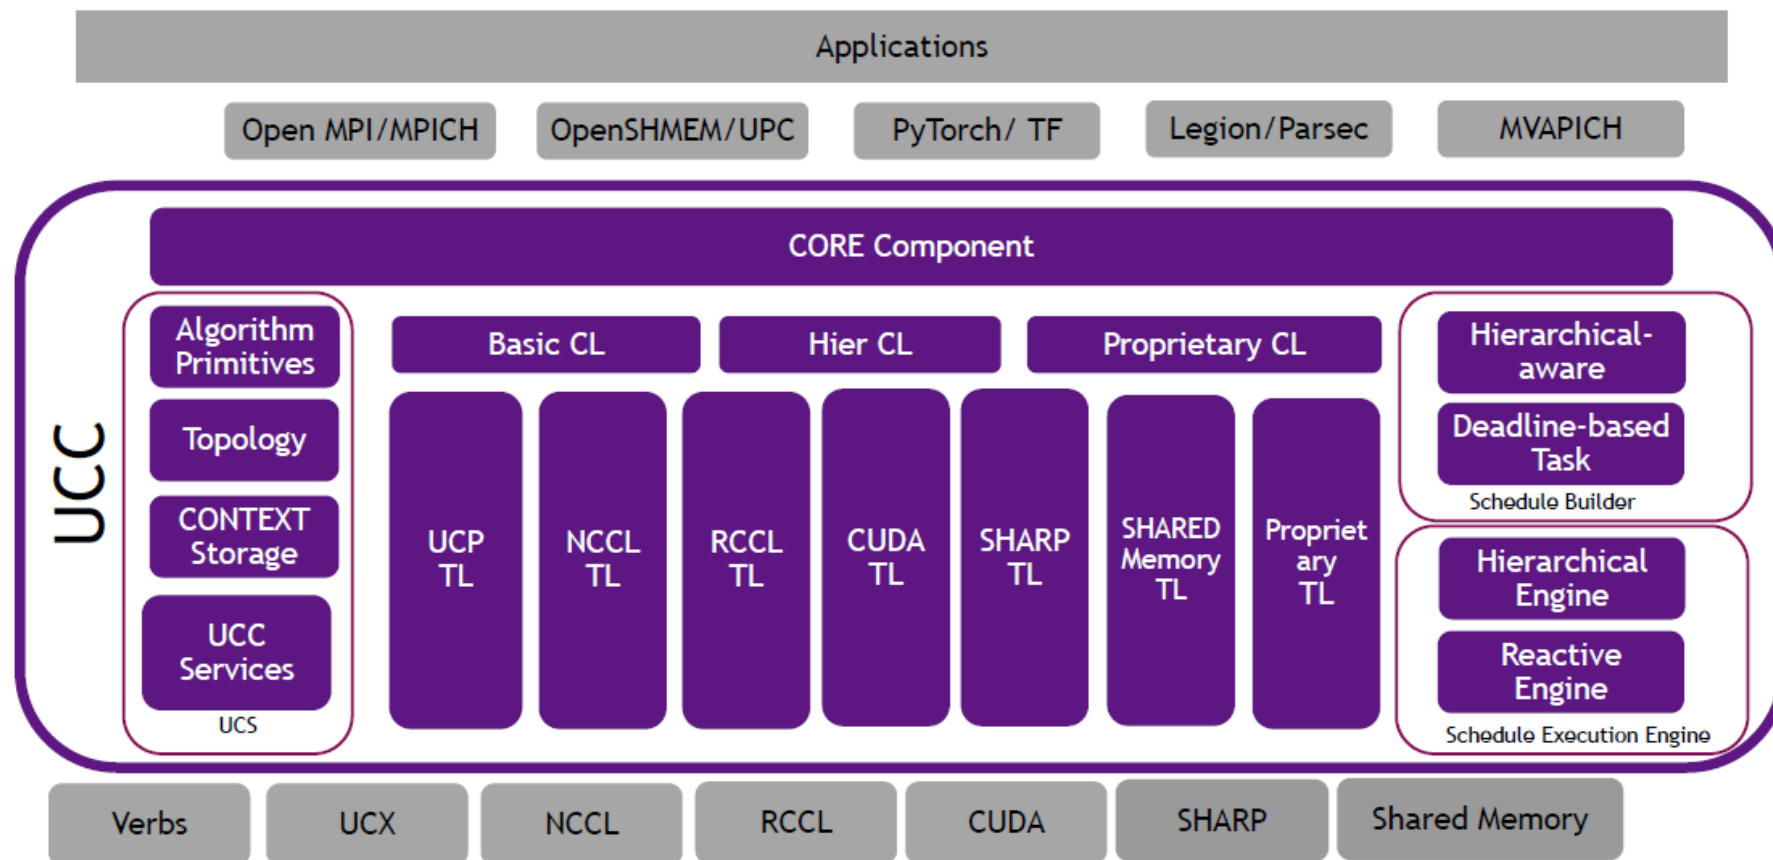 Applications
Open MPI/MPICH
OpenSHMEM/UPC
PyTorch/ TF
Legion/Parsec
MVAPICH
UCC
CORE Component
Algorithm
Primitives
Topology
CONTEXT
Storage
UCC
Services
UCS
Basic CL
Hier CL
Proprietary CL
UCP
TL
NCCL
TL
RCCL
TL
CUDA
TL
SHARP
TL
SHARED
Memory
TL
Propriet
ary
TL
Hierarchical-
aware
Deadline-based
Task
Schedule Builder
Hierarchical
Engine
Reactive
Engine
Schedule Execution Engine
Verbs
UCX
NCCL
RCCL
CUDA
SHARP
Shared Memory